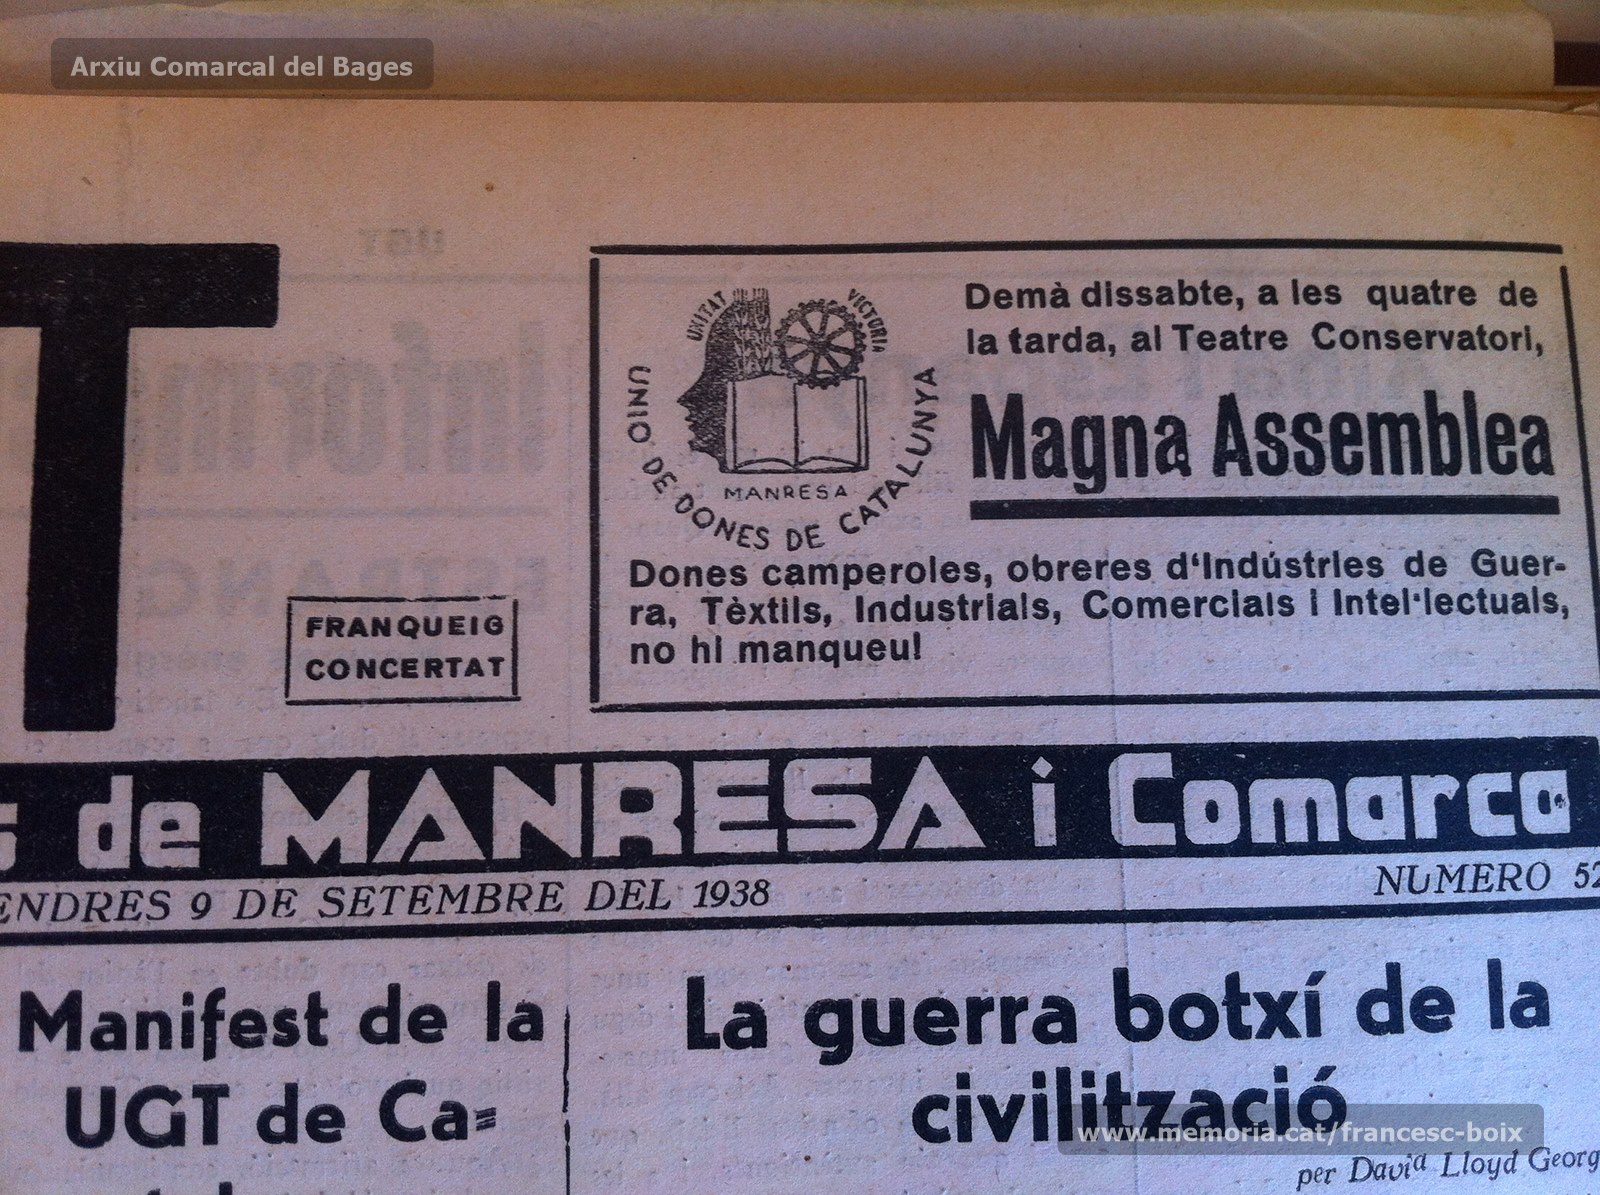 Arxiu Comarcal del Bages
T
UNITAT VICTORIA
UNIO DE DONES DE CATALUNYA
MANRESA
Demà dissabte, a les quatre de
la tarda, al Teatre Conservatori,
Magna Assemblea
Dones camperoles, obreres d'Indústries de Guer-
ra, Tèxtils, Industrials, Comercials i Intel·lectuals,
no hi manqueu!
FRANQUEIG
CONCERTAT
s de MANRESA i Comarca
ENDRES 9 DE SETEMBRE DEL 1938
NUMERO 52
Manifest de la
UGT de Ca=
La guerra botxí de la
civilització
per David Lloyd Georg
www.memoria.cat/francesc-boix